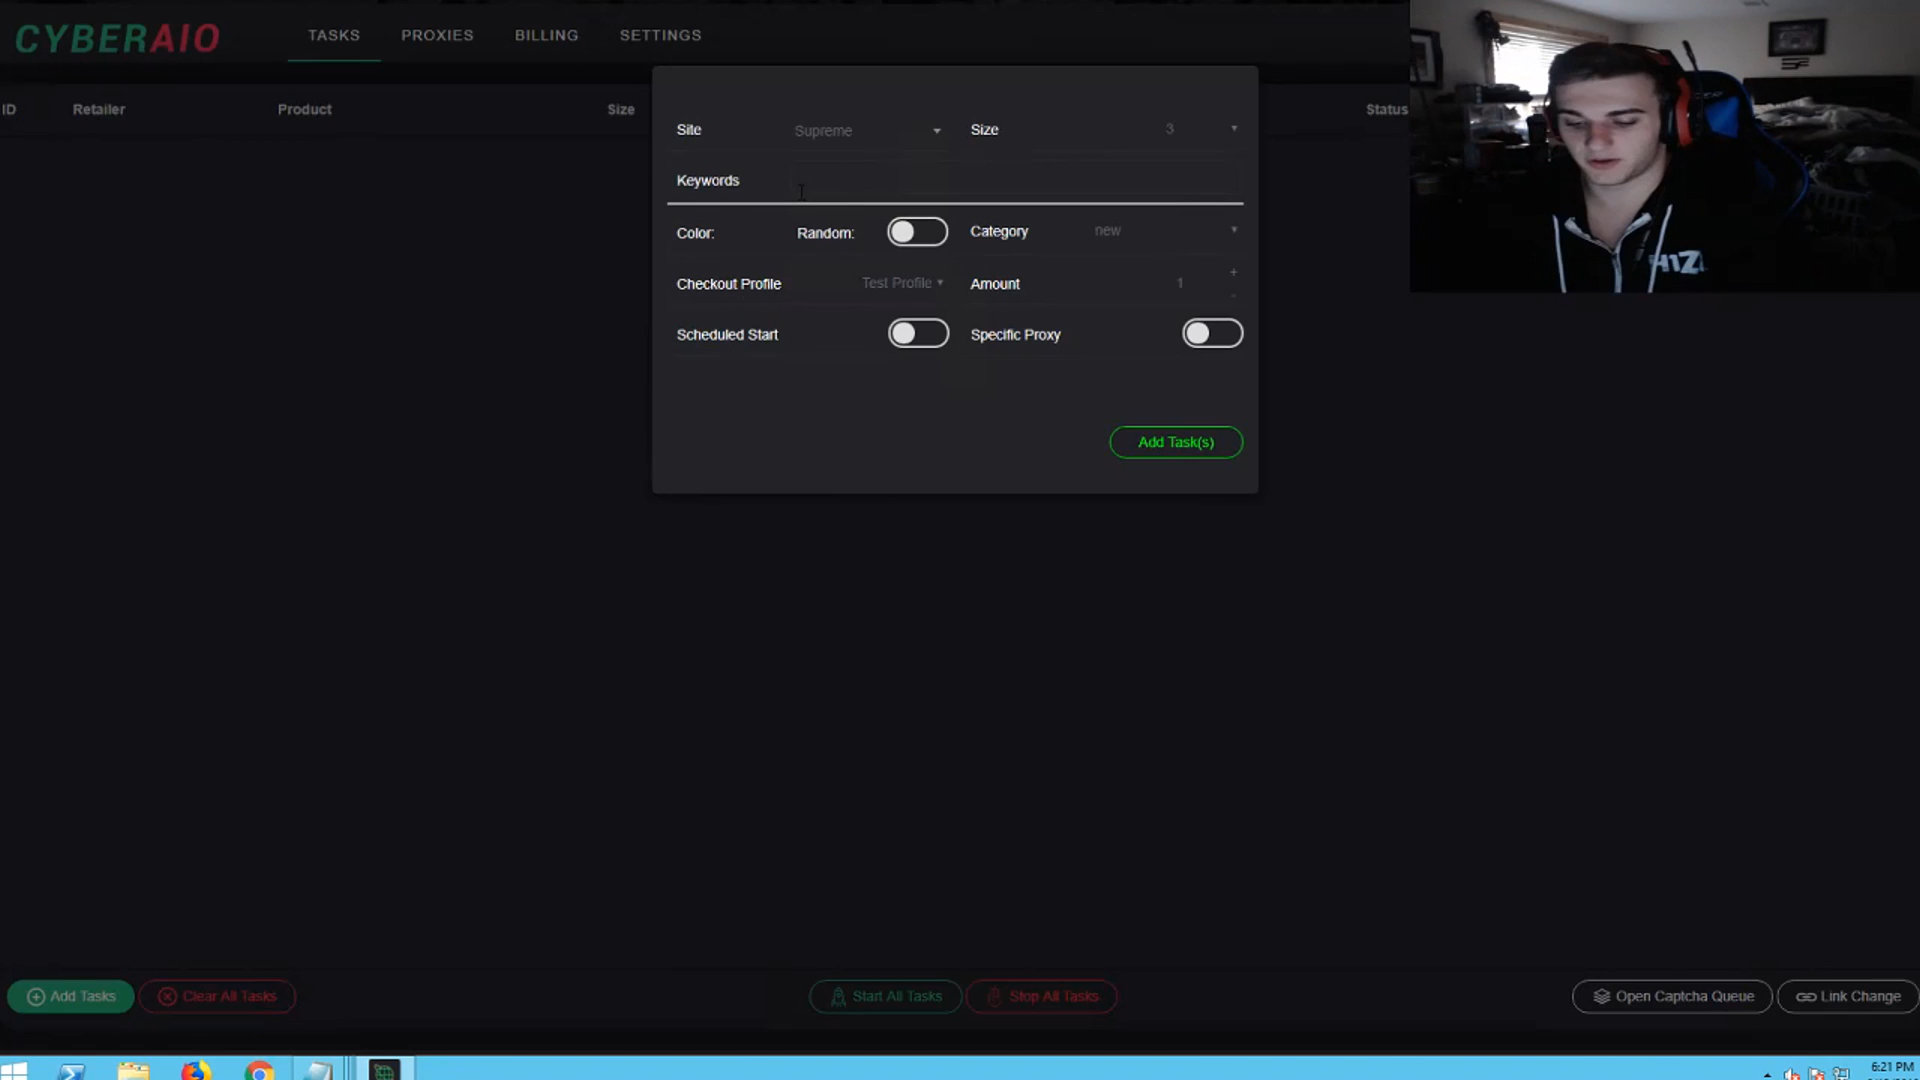 CYBERAIO
TASKS
PROXIES
BILLING
SETTINGS
ID
Retailer
Product
Size
Status
Site
Supreme
Size
3
Keywords
Color:
Random:
Category
new
Checkout Profile
Test Profile
Amount
1
+
-
Scheduled Start
Specific Proxy
Add Task(s)
Add Tasks
Clear All Tasks
Start All Tasks
Stop All Tasks
Open Captcha Queue
Link Change
6:21 PM
H1Z1